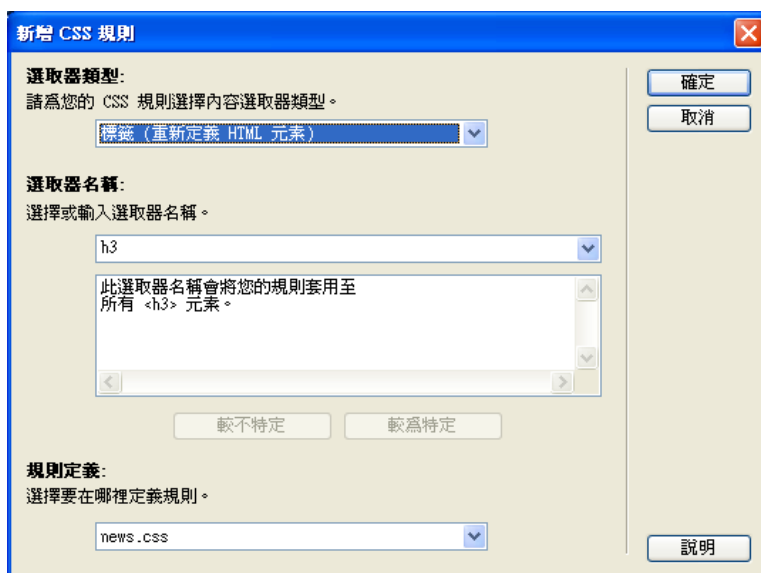 新增 CSS 規則
選取器類型:
請為您的 CSS 規則選擇內容選取器類型。
標籤 (重新定義 HTML 元素)
確定
取消
選取器名稱:
選擇或輸入選取器名稱。
h3
此選取器名稱會將您的規則套用至
所有 <h3> 元素。
較不特定
較為特定
規則定義:
選擇要在哪裡定義規則。
news.css
說明